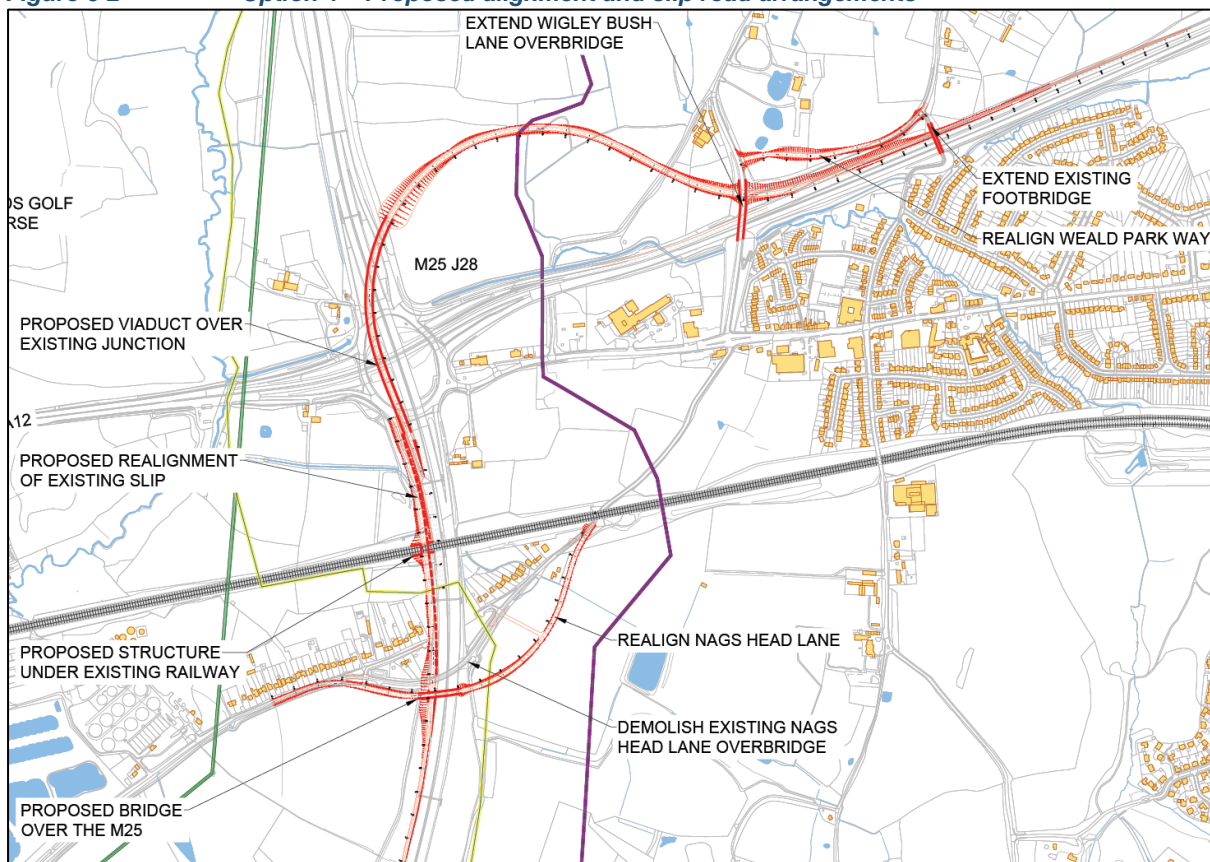 EXTEND WIGLEY BUSH
LANE OVERBRIDGE
EXTEND EXISTING
FOOTBRIDGE
REALIGN WEALD PARK WAY
M25 J28
PROPOSED VIADUCT OVER
EXISTING JUNCTION
A12
PROPOSED REALIGNMENT
OF EXISTING SLIP
PROPOSED STRUCTURE
UNDER EXISTING RAILWAY
REALIGN NAGS HEAD LANE
DEMOLISH EXISTING NAGS
HEAD LANE OVERBRIDGE
PROPOSED BRIDGE
OVER THE M25